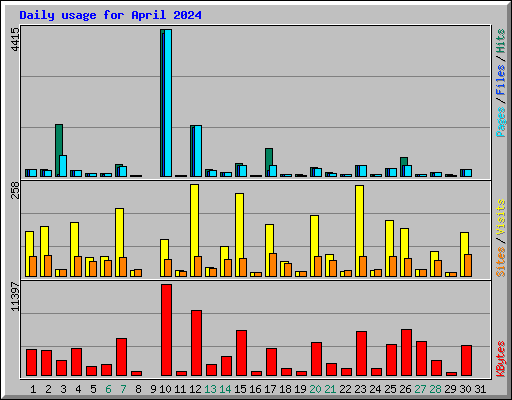 Daily usage for April 2024
4415
Pages / Files / Hits
258
Sites / Visits
11397
KBytes
1 2 3 4 5 6 7 8 9 10 11 12 13 14 15 16 17 18 19 20 21 22 23 24 25 26 27 28 29 30 31